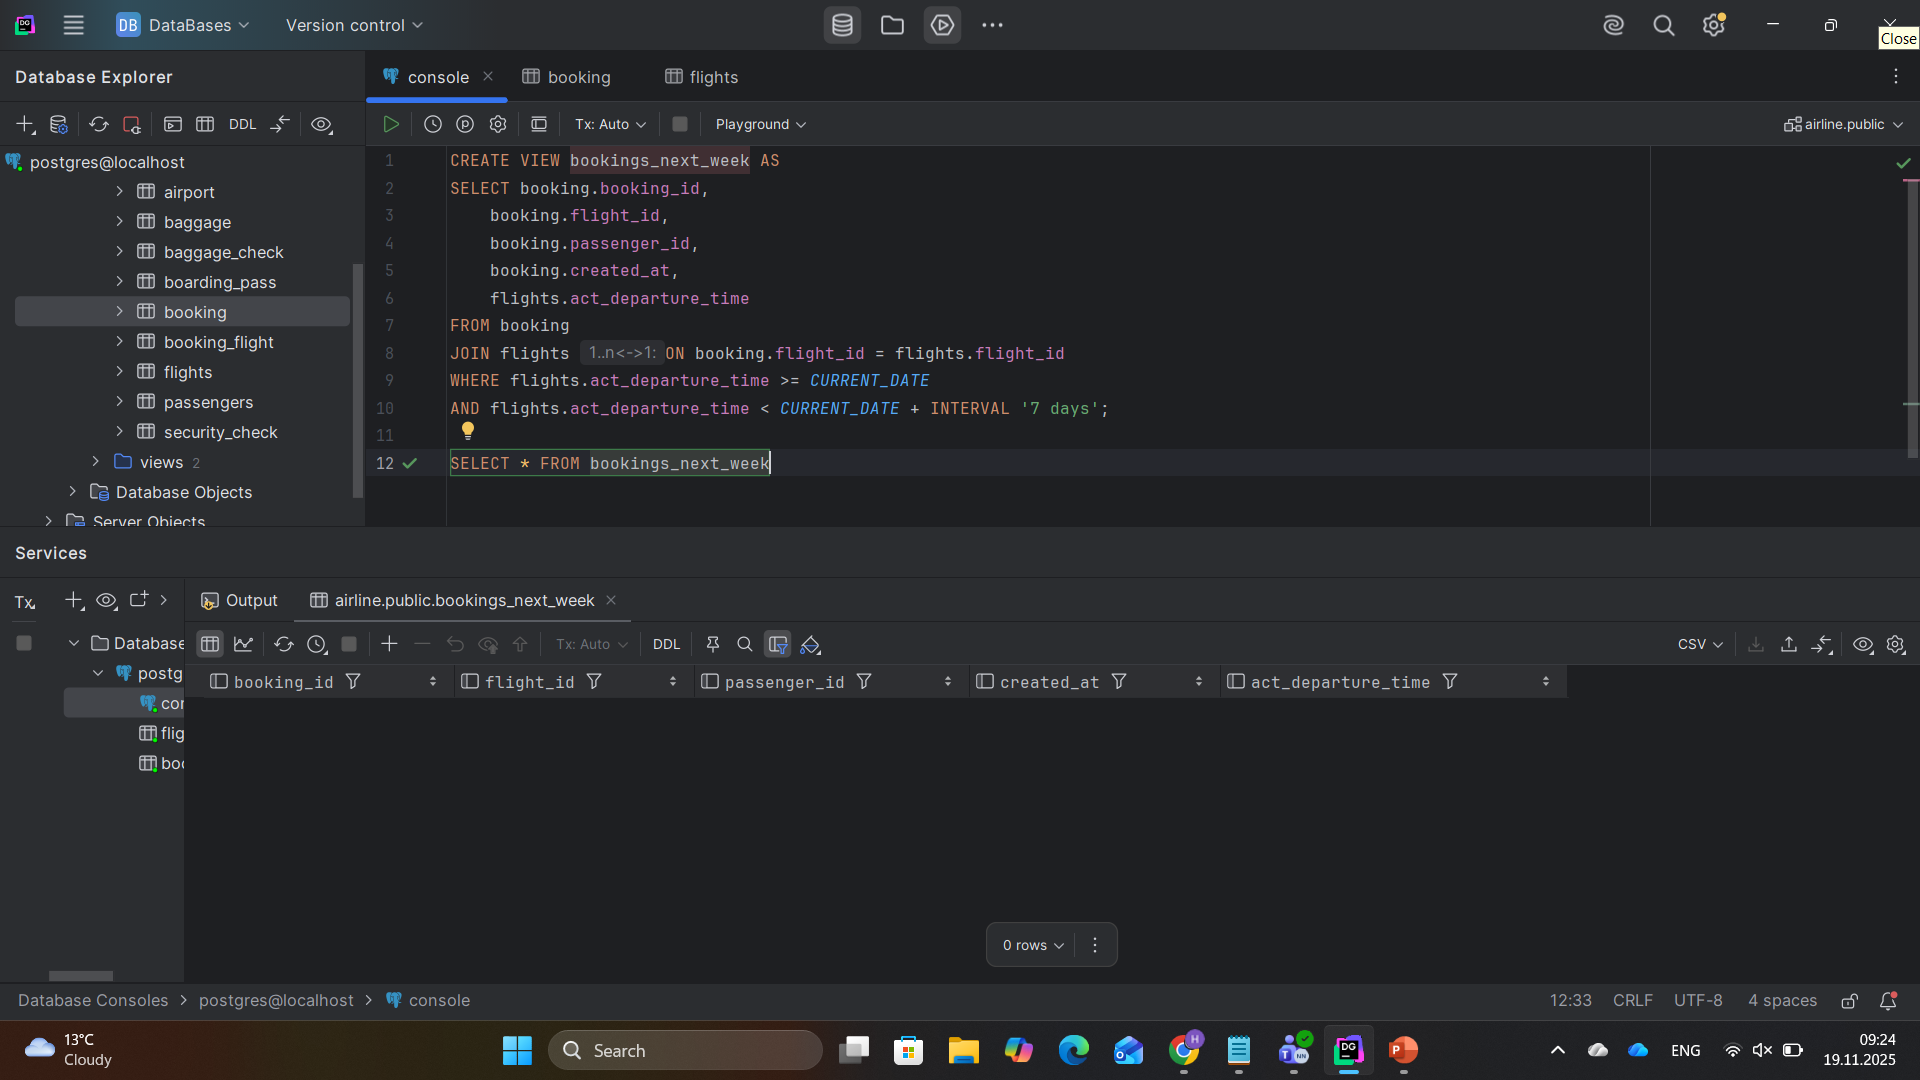 DB DataBases Version control
Close
Database Explorer
console booking flights
DDL
Tx: Auto Playground airline.public
postgres@localhost
airport
baggage
baggage_check
boarding_pass
booking
booking_flight
flights
passengers
security_check
views 2
Database Objects
Server Objects
1 CREATE VIEW bookings_next_week AS
2 SELECT booking.booking_id,
3 booking.flight_id,
4 booking.passenger_id,
5 booking.created_at,
6 flights.act_departure_time
7 FROM booking
8 JOIN flights 1..n<->1: ON booking.flight_id = flights.flight_id
9 WHERE flights.act_departure_time >= CURRENT_DATE
10 AND flights.act_departure_time < CURRENT_DATE + INTERVAL '7 days';
11
12 SELECT * FROM bookings_next_week
Services
Tx
Output airline.public.bookings_next_week
Database
postg
con
flig
boo
Tx: Auto DDL CSV
booking_id flight_id passenger_id created_at act_departure_time
0 rows
Database Consoles > postgres@localhost > console
12:33 CRLF UTF-8 4 spaces
13°C
Cloudy
Search
ENG
09:24
19.11.2025